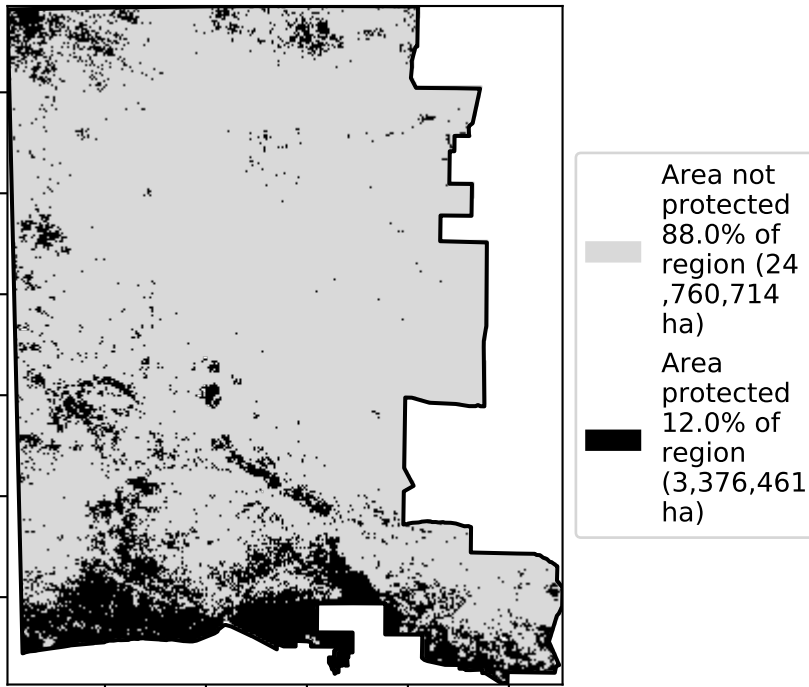 Area not
protected
88.0% of
region (24
,760,714
ha)
Area
protected
12.0% of
region
(3,376,461
ha)